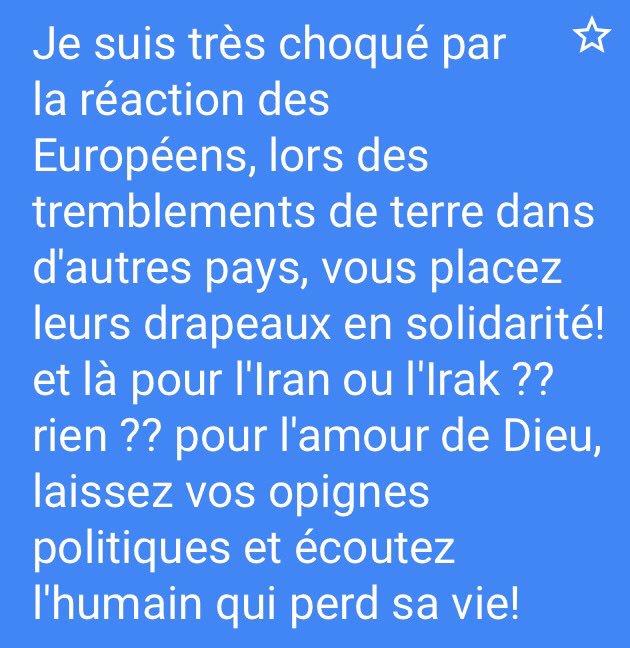 Je suis très choqué par
la réaction des
Européens, lors des
tremblements de terre dans
d'autres pays, vous placez
leurs drapeaux en solidarité!
et là pour l'Iran ou l'Irak ??
rien ?? pour l'amour de Dieu,
laissez vos opignes
politiques et écoutez
l'humain qui perd sa vie!